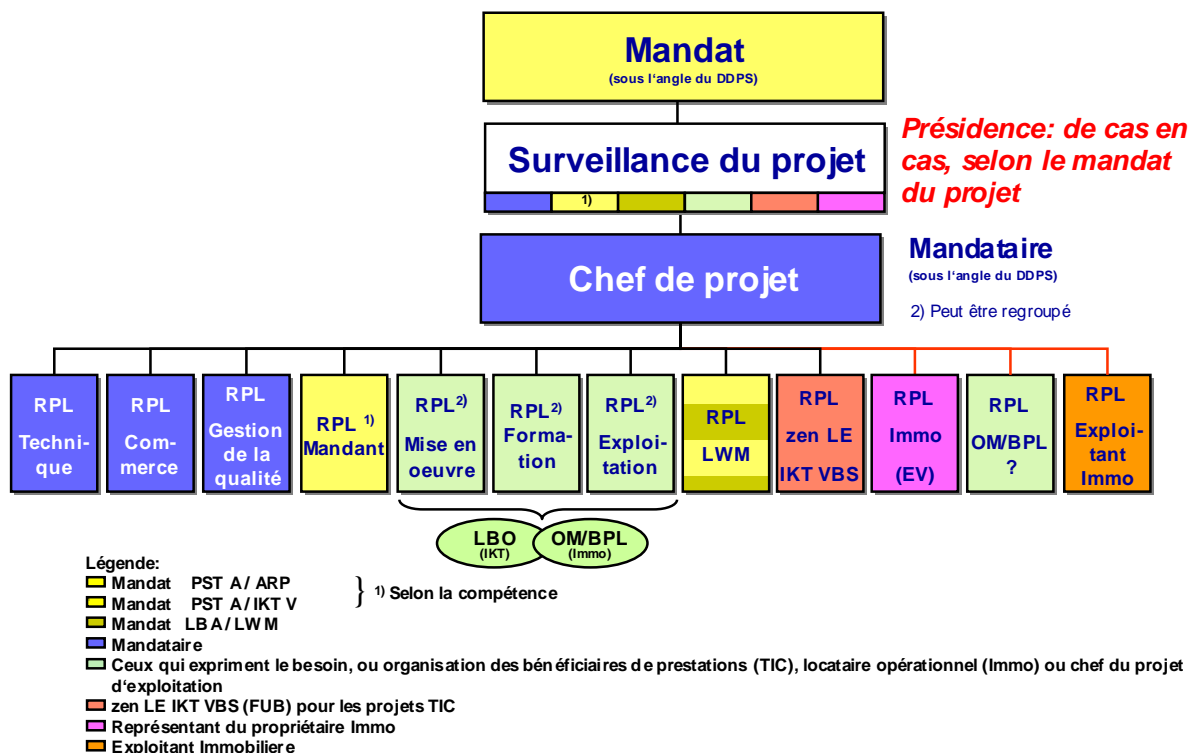 Mandat
(sous l'angle du DDPS)
Surveillance du projet
1)
Présidence: de cas en
cas, selon le mandat
du projet
Chef de projet
Mandataire
(sous l'angle du DDPS)
2) Peut être regroupé
RPL
Techni-
que
RPL
Com-
merce
RPL
Gestion
de la
qualité
RPL 1)
Mandant
RPL2)
Mise en
oeuvre
RPL2)
Forma-
tion
RPL2)
Exploi-
tation
RPL
LWM
RPL
zen LE
IKT VBS
RPL
Immo
(EV)
RPL
OM/BPL
?
RPL
Exploi-
tant
Immo
LBO
(IKT)
OM/BPL
(Immo)
Légende:
Mandat PST A / ARP
Mandat PST A / IKT V
} 1) Selon la compétence
Mandat LBA / LWM
Mandataire
Ceux qui expriment le besoin, ou organisation des bénéficiaires de prestations (TIC), locataire opérationnel (Immo) ou chef du projet
d'exploitation
zen LE IKT VBS (FUB) pour les projets TIC
Représentant du propriétaire Immo
Exploitant Immobiliere